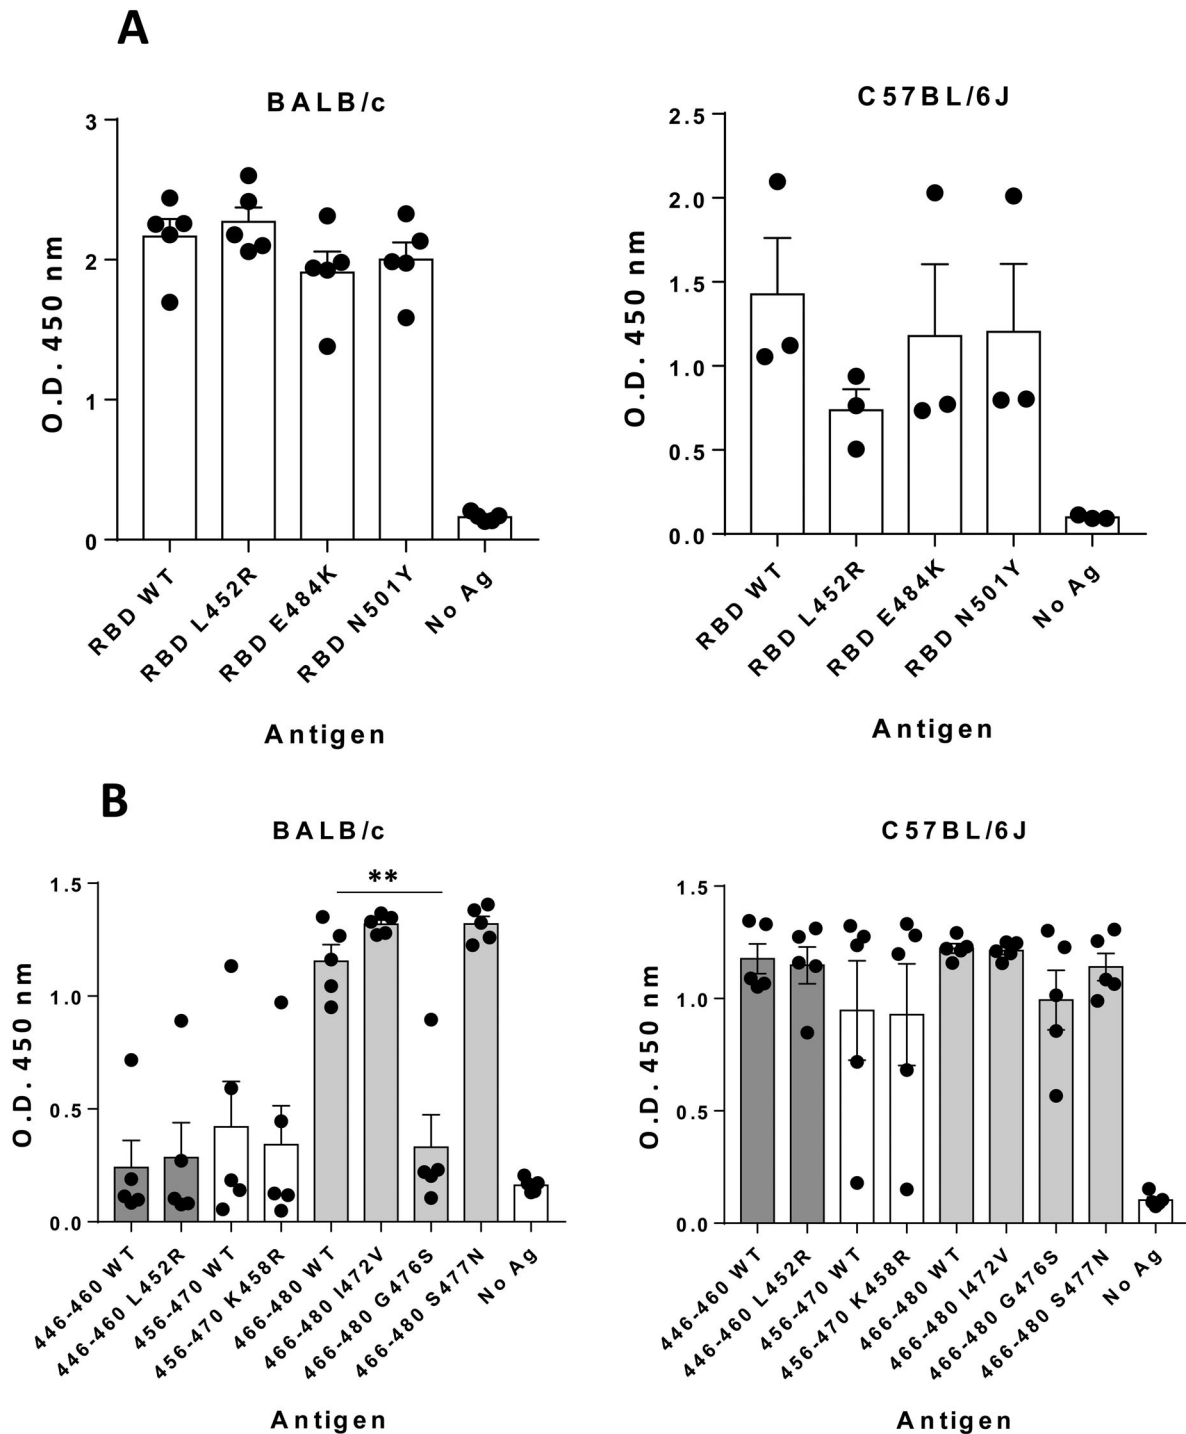 A
BALB/c
O.D. 450 nm
3
2
1
0
RBD WT
RBD L452R
RBD E484K
RBD N501Y
No Ag
Antigen
C57BL/6J
O.D. 450 nm
2.5
2.0
1.5
1.0
0.5
0.0
RBD WT
RBD L452R
RBD E484K
RBD N501Y
No Ag
Antigen
B
BALB/c
O.D. 450 nm
1.5
1.0
0.5
0.0
**
446-460 WT
446-460 L452R
456-470 WT
456-470 K458R
466-480 WT
466-480 I472V
466-480 G476S
466-480 S477N
No Ag
Antigen
C57BL/6J
O.D. 450 nm
1.5
1.0
0.5
0.0
446-460 WT
446-460 L452R
456-470 WT
456-470 K458R
466-480 WT
466-480 I472V
466-480 G476S
466-480 S477N
No Ag
Antigen